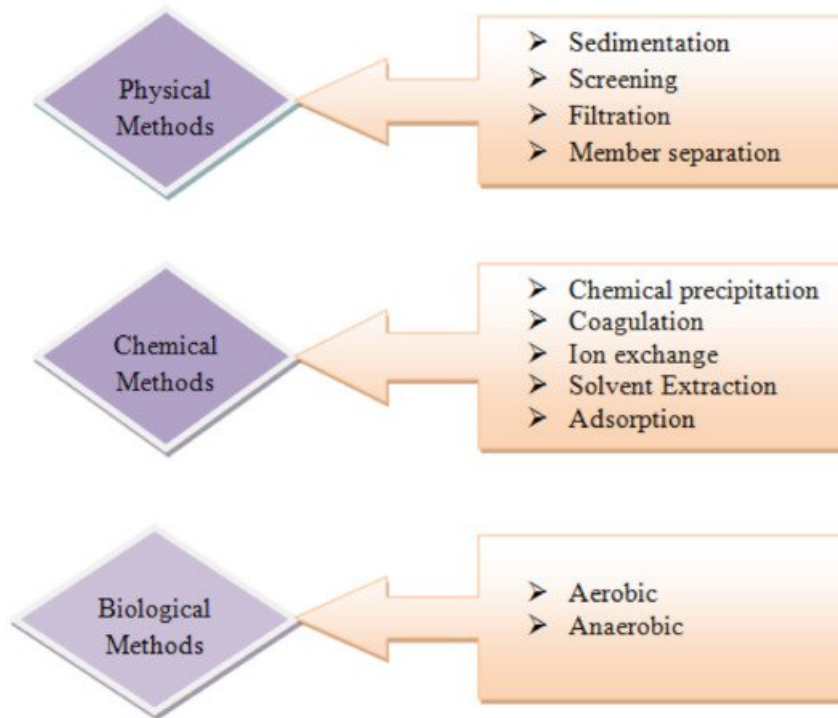 Physical
Methods
➢ Sedimentation
➢ Screening
➢ Filtration
➢ Member separation
Chemical
Methods
➢ Chemical precipitation
➢ Coagulation
➢ Ion exchange
➢ Solvent Extraction
➢ Adsorption
Biological
Methods
➢ Aerobic
➢ Anaerobic